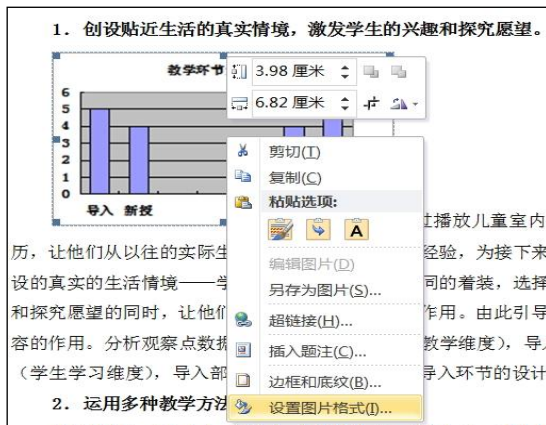 1．创设贴近生活的真实情境，激发学生的兴趣和探究愿望。
教学环节
3.98 厘米
6.82 厘米
6
5
4
3
2
1
0
导入 新授
剪切(T)
复制(C)
粘贴选项:
A
编辑图片(D)
另存为图片(S)...
超链接(H)...
插入题注(C)...
边框和底纹(B)...
设置图片格式(I)...
过播放儿童室内
历，让他们从以往的实际生
经验，为接下来
设的真实的生活情境——学
同的着装，选择
和探究愿望的同时，让他们
作用。由此引导
容的作用。分析观察点数据
教学维度），导入
（学生学习维度），导入部
导入环节的设计
2．运用多种教学方法